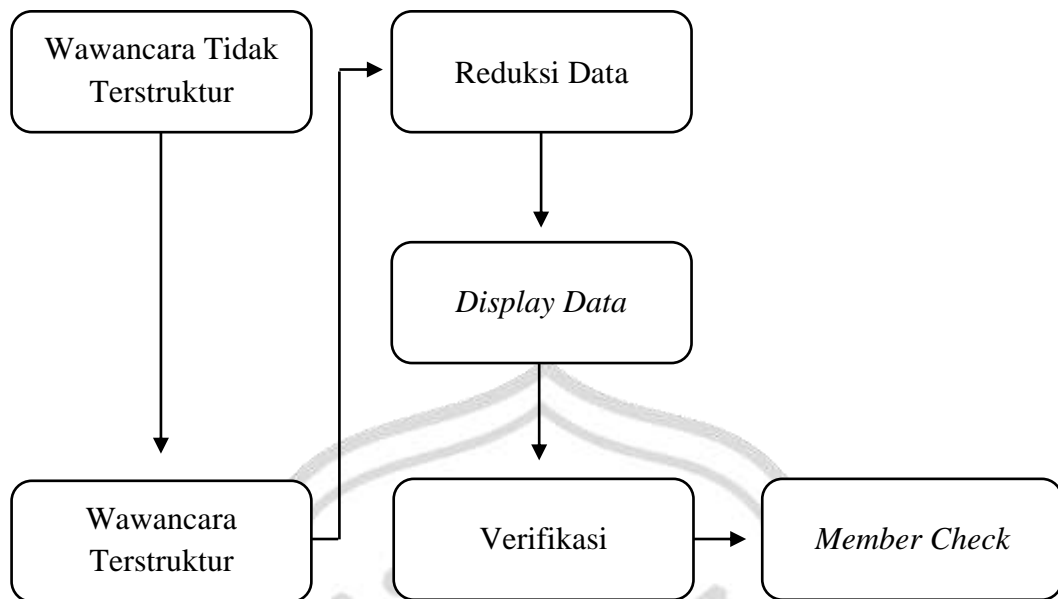 Wawancara Tidak
Terstruktur
Reduksi Data
Display Data
Wawancara
Terstruktur
Verifikasi
Member Check